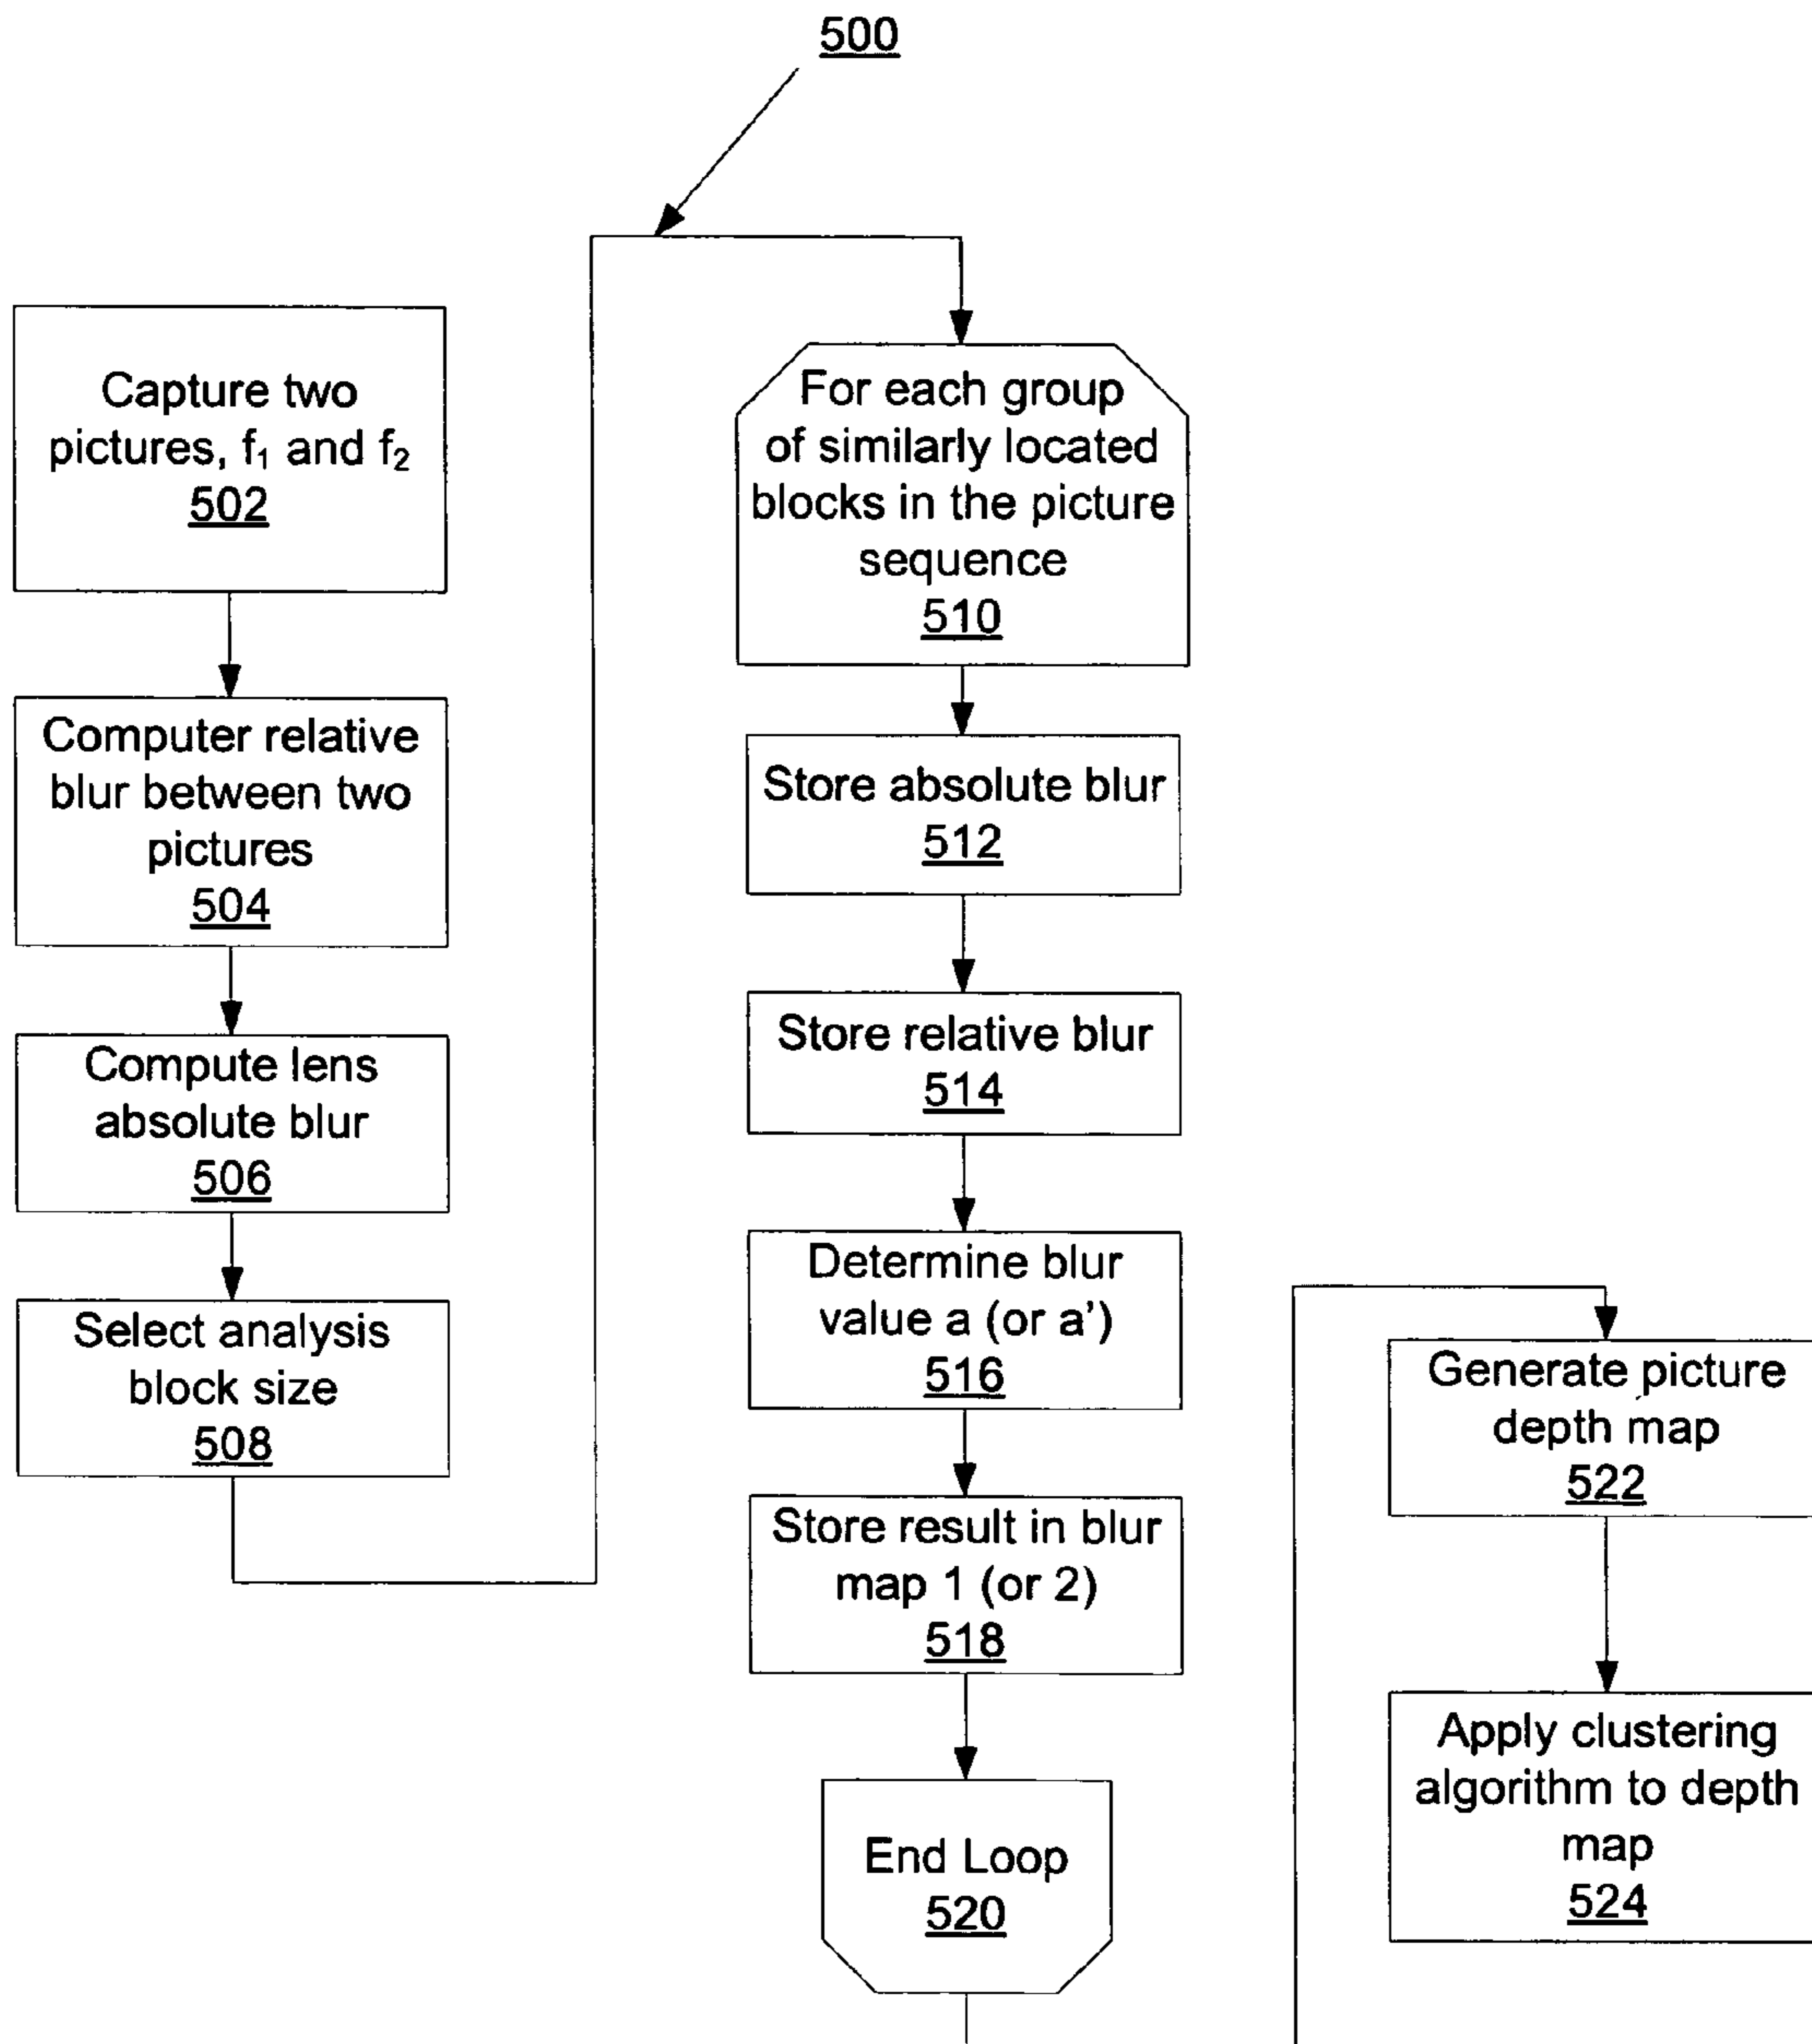 500
Capture two
pictures, f₁ and f₂
502
Computer relative
blur between two
pictures
504
Compute lens
absolute blur
506
Select analysis
block size
508
For each group
of similarly located
blocks in the picture
sequence
510
Store absolute blur
512
Store relative blur
514
Determine blur
value a (or a')
516
Store result in blur
map 1 (or 2)
518
End Loop
520
Generate picture
depth map
522
Apply clustering
algorithm to depth
map
524